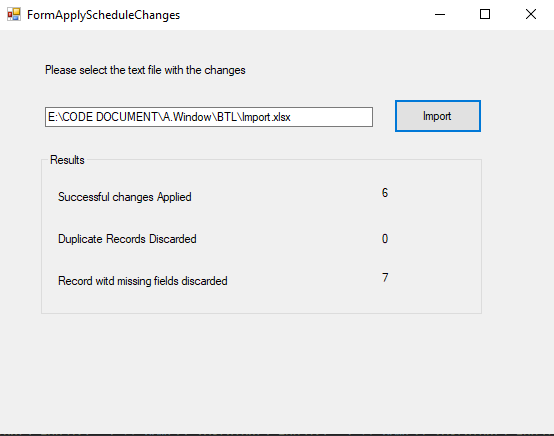 FormApplyScheduleChanges
Please select the text file with the changes
E:\CODE DOCUMENT\A.Window\BTL\Import.xlsx Import
Results
Successful changes Applied 6
Duplicate Records Discarded 0
Record witd missing fields discarded 7